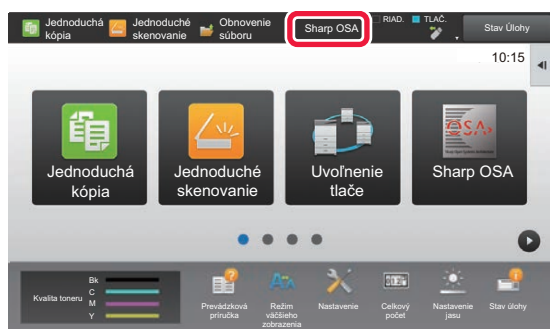 Jednoduchá
kópia
Jednoduché
skenovanie
Obnovenie
súboru
Sharp OSA
RIAD.
TLAČ.
Stav Úlohy
10:15
Jednoduchá
kópia
Jednoduché
skenovanie
Uvoľnenie
tlače
OSA
Sharp OSA
Kvalita toneru
Bk
C
M
Y
Prevádzková
príručka
Režim
väčšieho
zobrazenia
Nastavenie
Celkový
počet
Nastavenie
jasu
Stav úlohy